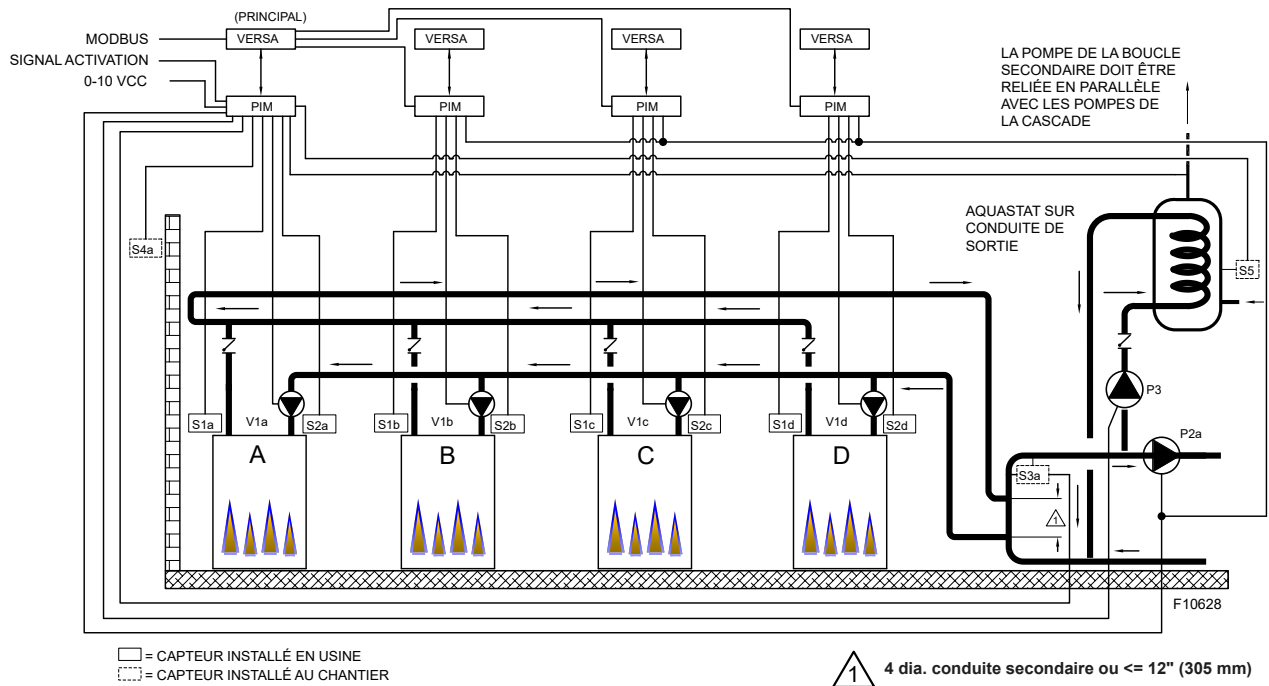 (PRINCIPAL)
MODBUS
VERSA
VERSA
VERSA
VERSA
SIGNAL ACTIVATION
0-10 VCC
PIM
PIM
PIM
PIM
LA POMPE DE LA BOUCLE
SECONDAIRE DOIT ÊTRE
RELIÉE EN PARALLÈLE
AVEC LES POMPES DE
LA CASCADE
AQUASTAT SUR
CONDUITE DE
SORTIE
S4a
S5
P3
S1a
V1a
S2a
S1b
V1b
S2b
S1c
V1c
S2c
S1d
V1d
S2d
P2a
A
B
C
D
S3a
1
F10628
= CAPTEUR INSTALLÉ EN USINE
= CAPTEUR INSTALLÉ AU CHANTIER
1
4 dia. conduite secondaire ou <= 12" (305 mm)